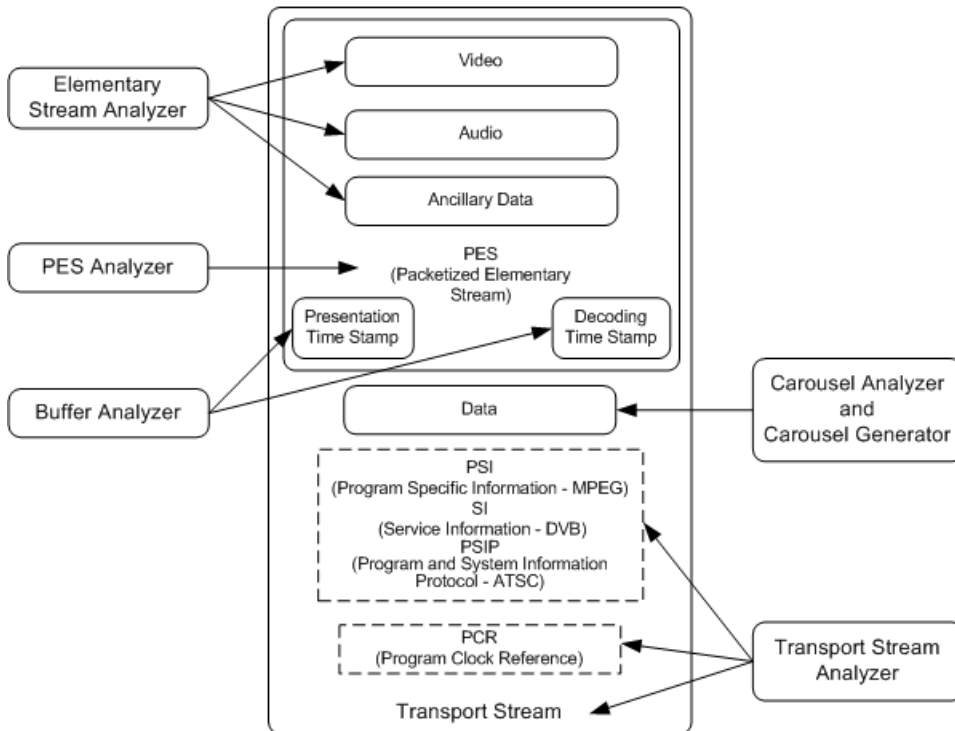 Elementary
Stream Analyzer
PES Analyzer
Buffer Analyzer
Video
Audio
Ancillary Data
PES
(Packetized Elementary
Stream)
Presentation
Time Stamp
Decoding
Time Stamp
Data
PSI
(Program Specific Information - MPEG)
SI
(Service Information - DVB)
PSIP
(Program and System Information
Protocol - ATSC)
PCR
(Program Clock Reference)
Transport Stream
Carousel Analyzer
and
Carousel Generator
Transport Stream
Analyzer